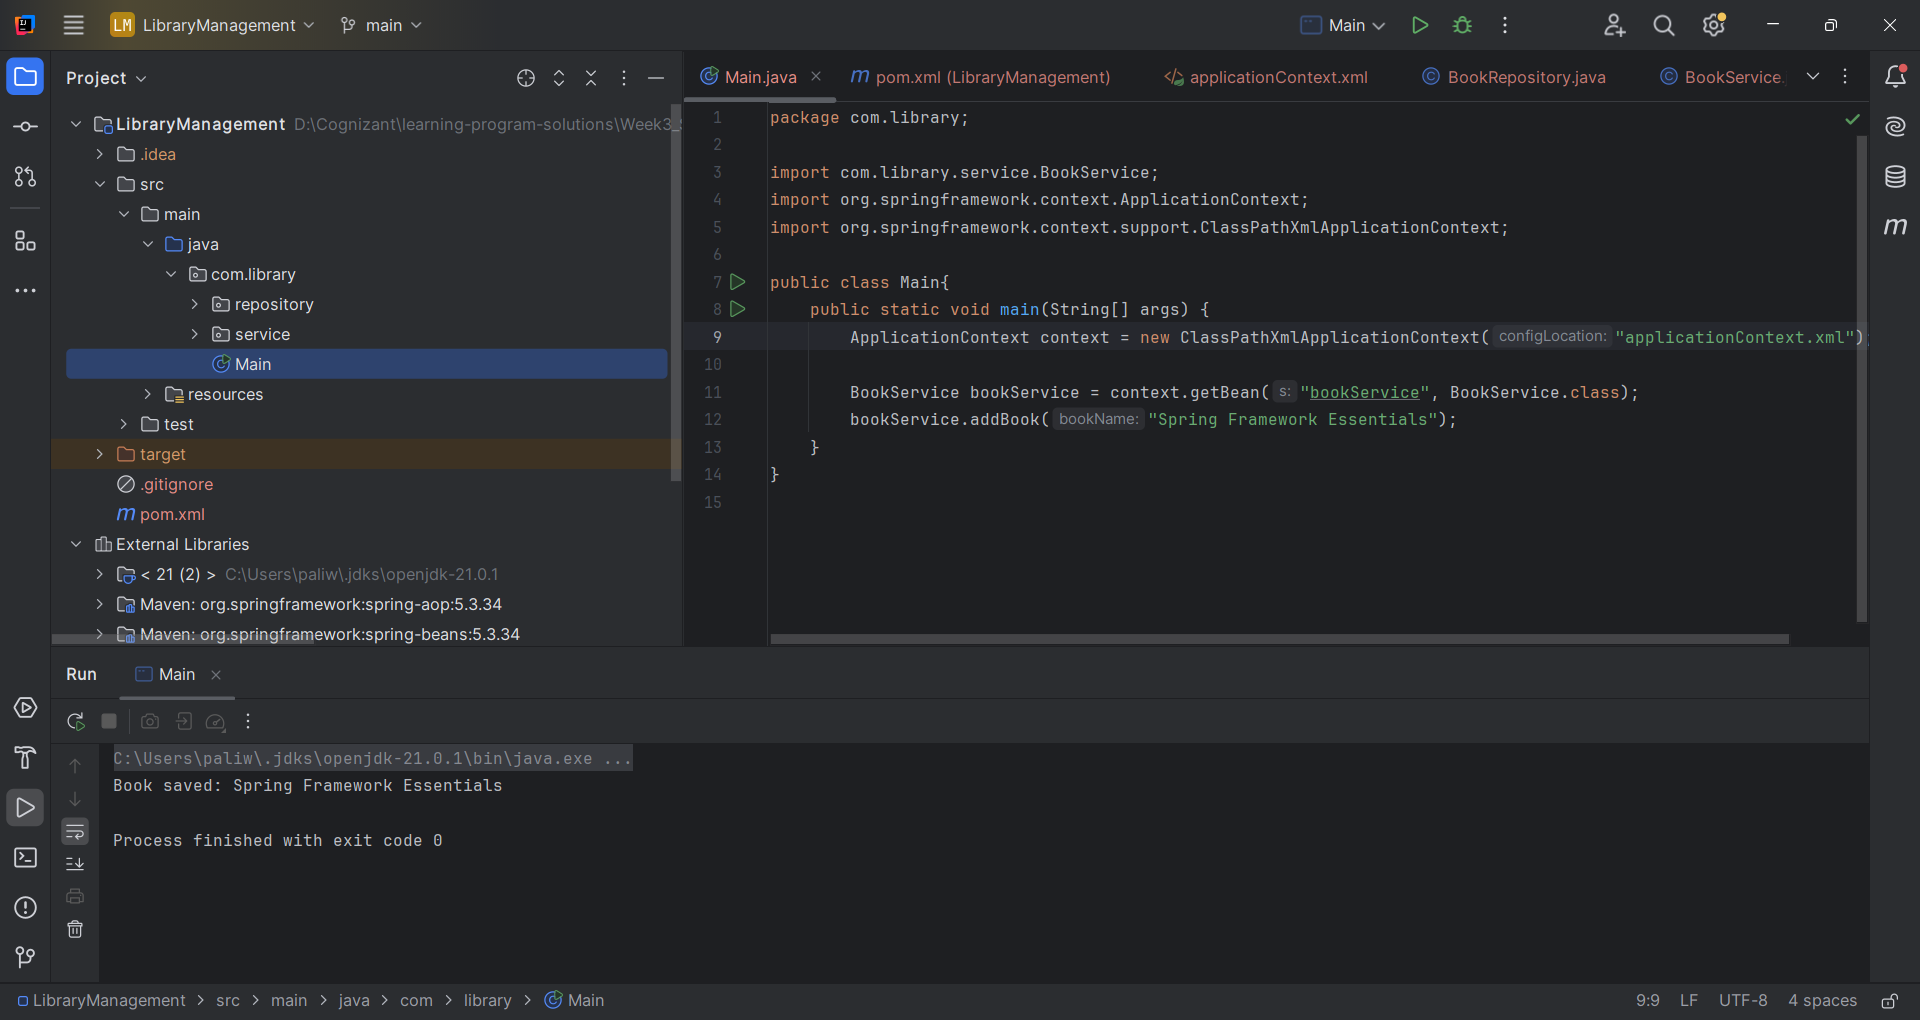 LM LibraryManagement main Main
Project
LibraryManagement D:\Cognizant\learning-program-solutions\Week3_
.idea
src
main
java
com.library
repository
service
Main
resources
test
target
.gitignore
m pom.xml
External Libraries
< 21 (2) > C:\Users\paliw\.jdks\openjdk-21.0.1
Maven: org.springframework:spring-aop:5.3.34
Maven: org.springframework:spring-beans:5.3.34
Main.java m pom.xml (LibraryManagement) applicationContext.xml BookRepository.java BookService.
1 package com.library;
2
3 import com.library.service.BookService;
4 import org.springframework.context.ApplicationContext;
5 import org.springframework.context.support.ClassPathXmlApplicationContext;
6
7 public class Main{
8 public static void main(String[] args) {
9 ApplicationContext context = new ClassPathXmlApplicationContext( configLocation: "applicationContext.xml");
10
11 BookService bookService = context.getBean( s: "bookService", BookService.class);
12 bookService.addBook( bookName: "Spring Framework Essentials");
13 }
14 }
15
m
Run Main
C:\Users\paliw\.jdks\openjdk-21.0.1\bin\java.exe ...
Book saved: Spring Framework Essentials
Process finished with exit code 0
LibraryManagement > src > main > java > com > library > Main
9:9 LF UTF-8 4 spaces